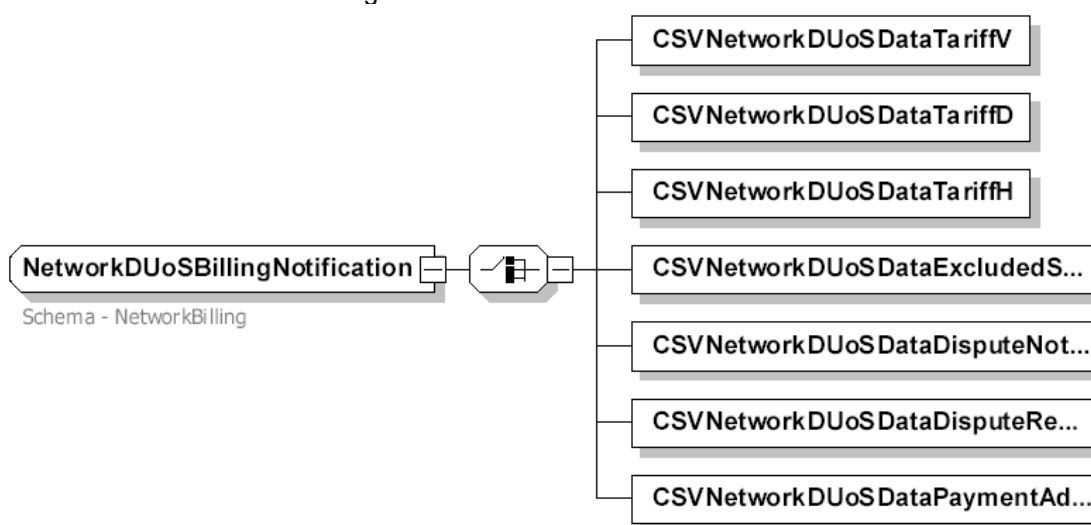 CSVNetworkDUoSDataTariffV
CSVNetworkDUoSDataTariffD
CSVNetworkDUoSDataTariffH
NetworkDUoSBillingNotification
Schema - NetworkBilling
CSVNetworkDUoSDataExcludedS...
CSVNetworkDUoSDataDisputeNot...
CSVNetworkDUoSDataDisputeRe...
CSVNetworkDUoSDataPaymentAd...